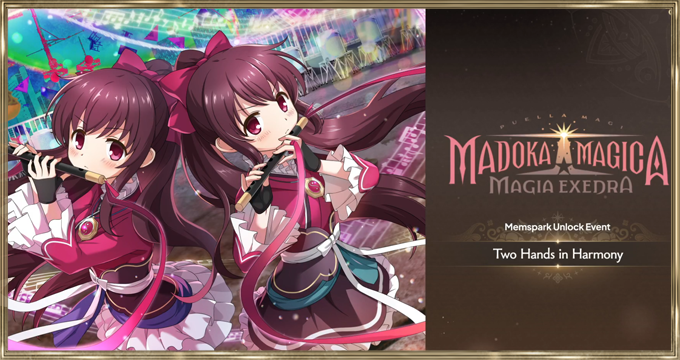 PUELLA MAGI
MADOKA MAGICA
MAGIA EXEDRA
Memspark Unlock Event
Two Hands in Harmony